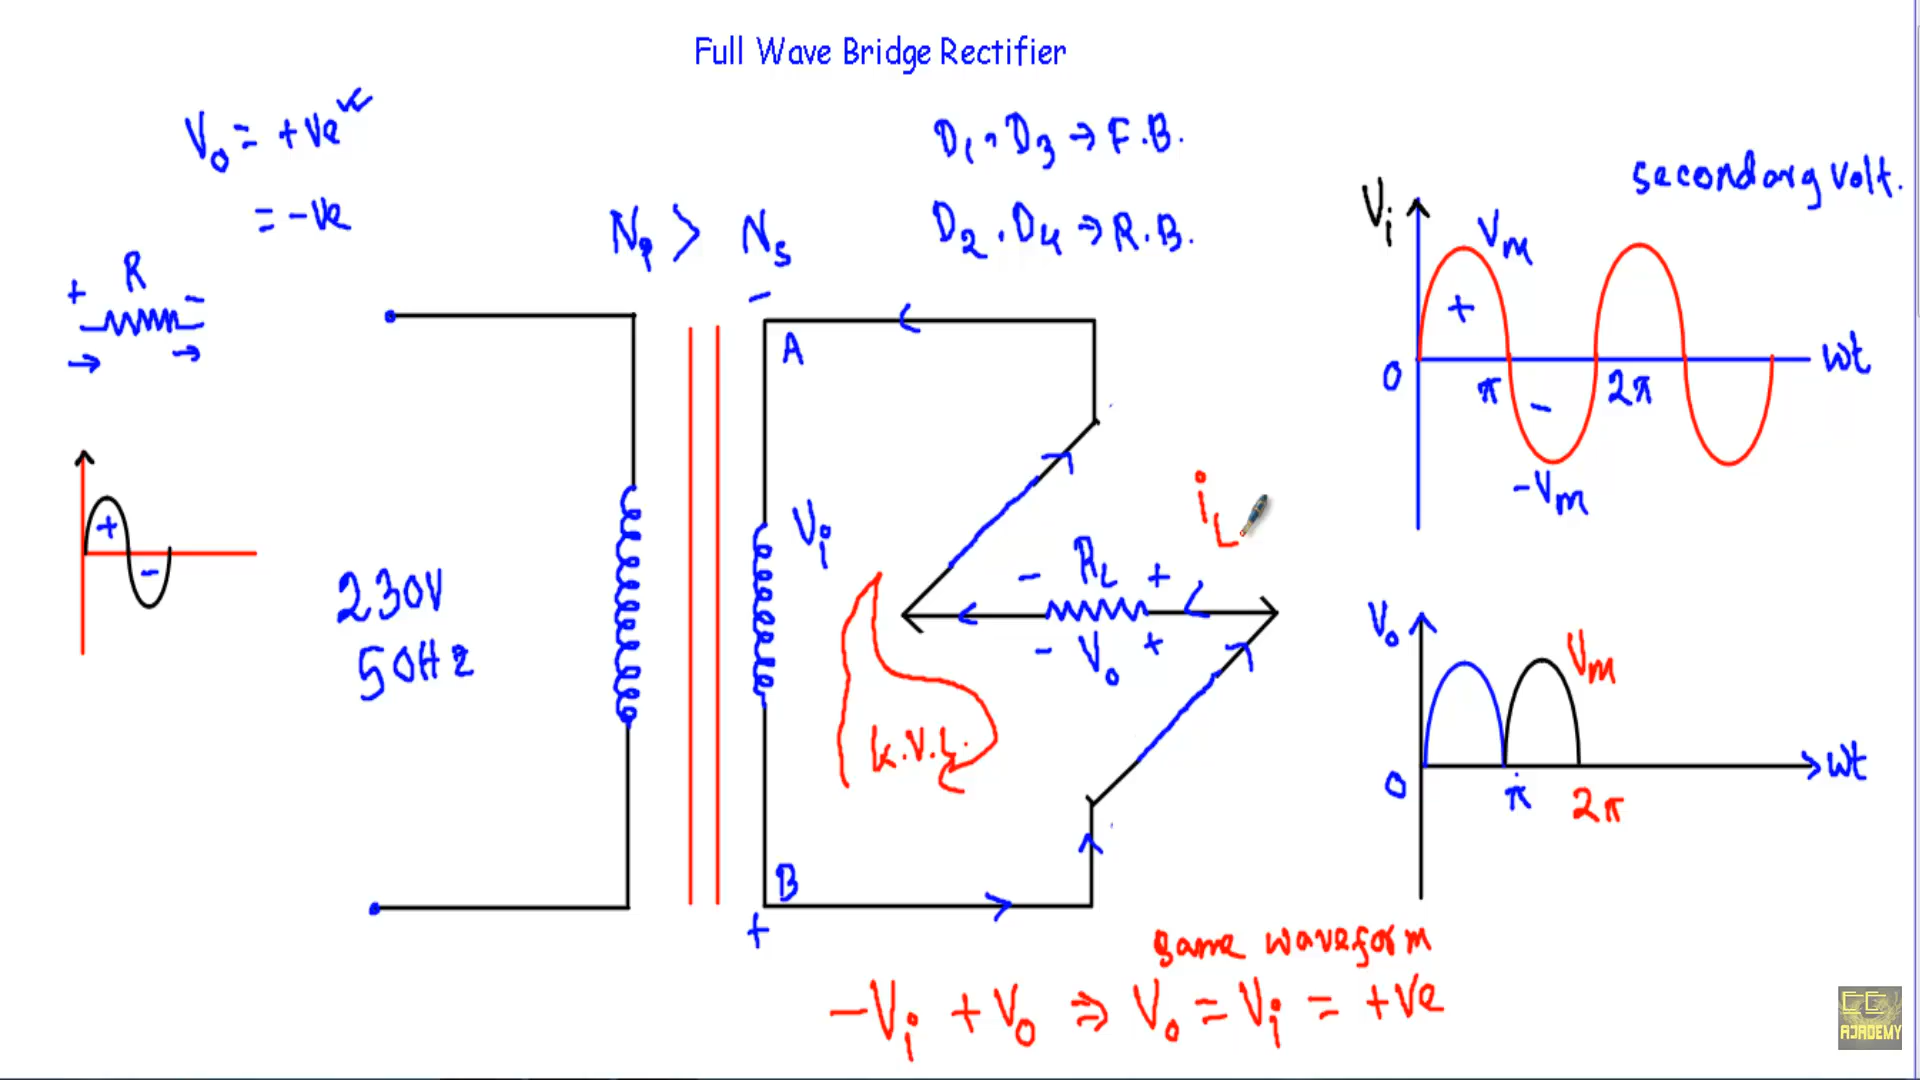 Full Wave Bridge Rectifier
V₀ = +ve
= -ve
D₁, D₃ → F.B.
D₂, D₄ → R.B.
Np > Ns
R
+ -
230V
50Hz
+
-
-
A
Vi
B
+
K.V.L.
iL
- RL +
- V₀ +
secondary volt.
Vi
Vm
+
0
π
-
2π
wt
-Vm
V₀
Vm
0
π
2π
wt
same waveform
-Vi + V₀ ⇒ V₀ = Vi = +ve
EE
AJADEMY